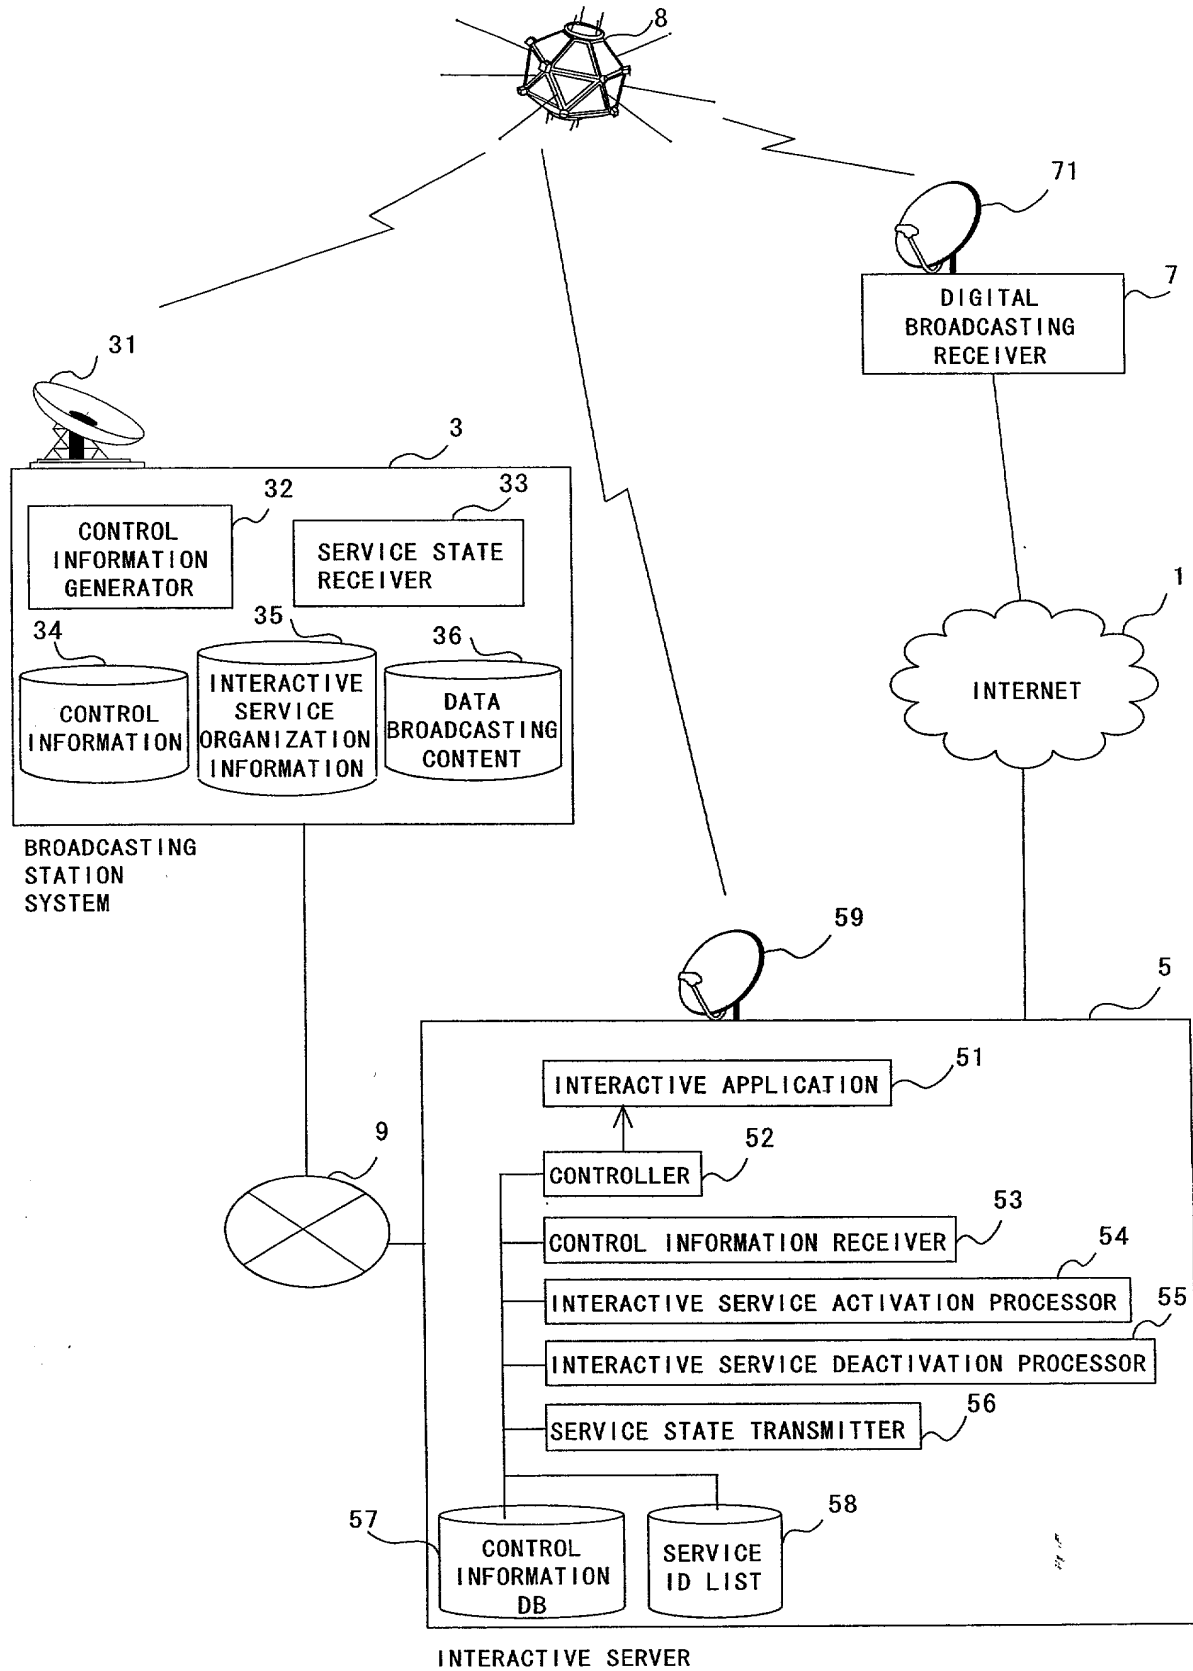 8
71
7
DIGITAL
BROADCASTING
RECEIVER
31
3
32
33
CONTROL
INFORMATION
GENERATOR
SERVICE STATE
RECEIVER
1
INTERNET
34
35
36
CONTROL
INFORMATION
INTERACTIVE
SERVICE
ORGANIZATION
INFORMATION
DATA
BROADCASTING
CONTENT
BROADCASTING
STATION
SYSTEM
59
5
51
INTERACTIVE APPLICATION
52
CONTROLLER
9
53
CONTROL INFORMATION RECEIVER
54
INTERACTIVE SERVICE ACTIVATION PROCESSOR
55
INTERACTIVE SERVICE DEACTIVATION PROCESSOR
56
SERVICE STATE TRANSMITTER
57
CONTROL
INFORMATION
DB
58
SERVICE
ID LIST
INTERACTIVE SERVER